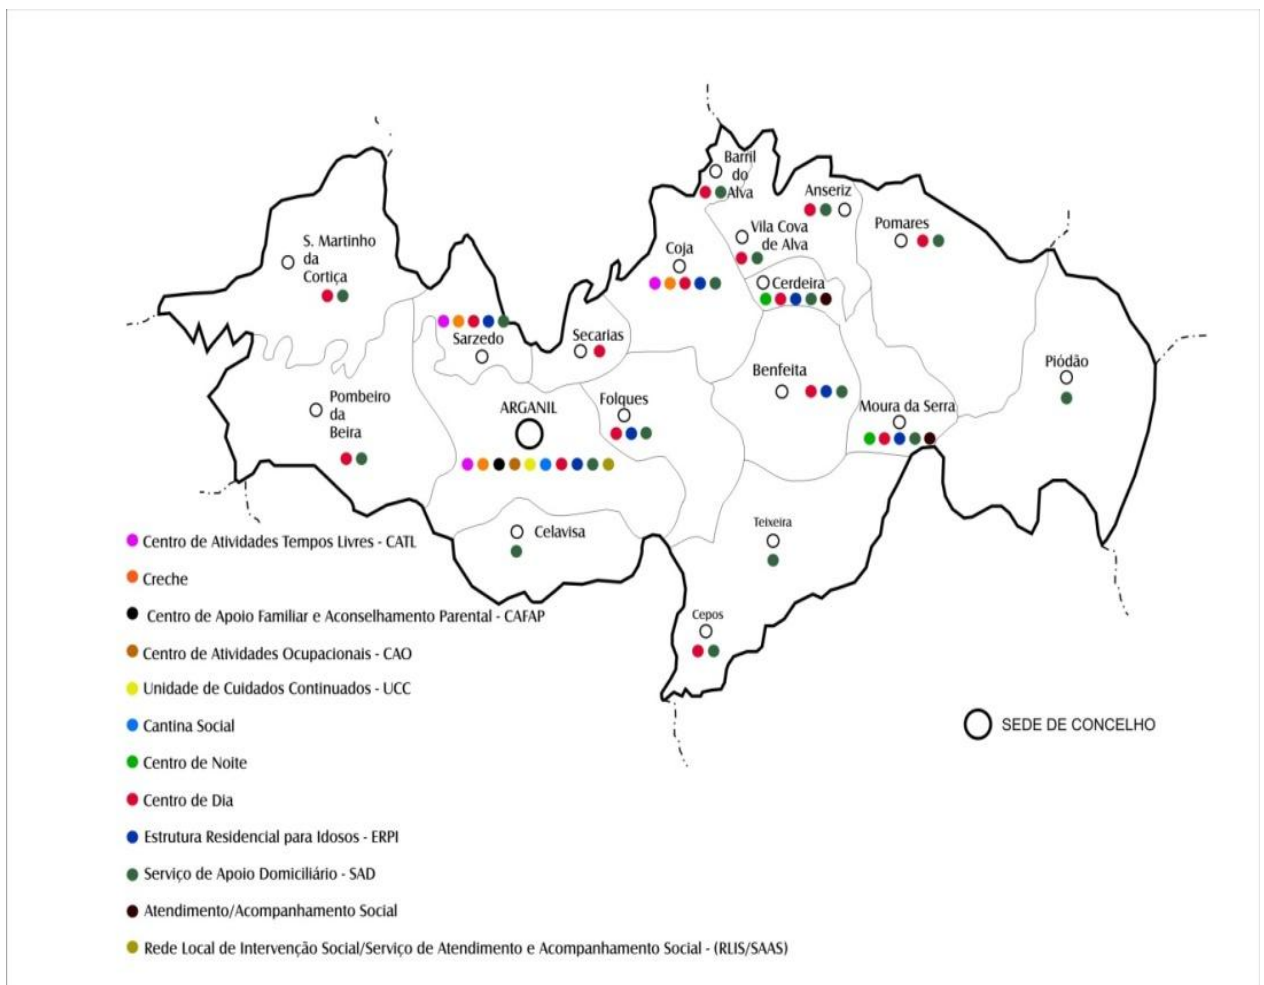 Barril
do
Alva
Anseriz
Pomares
Vila Cova
de Alva
S. Martinho
da
Cortiça
Coja
Cerdeira
Sarzedo
Secarias
Piódão
Benfeita
Pombeiro
da
Beira
ARGANIL
Folques
Moura da Serra
Celavisa
Teixeira
Cepos
Centro de Atividades Tempos Livres - CATL
Creche
Centro de Apoio Familiar e Aconselhamento Parental - CAFAP
Centro de Atividades Ocupacionais - CAO
Unidade de Cuidados Continuados - UCC
Cantina Social
Centro de Noite
Centro de Dia
Estrutura Residencial para Idosos - ERPI
Serviço de Apoio Domiciliário - SAD
Atendimento/Acompanhamento Social
Rede Local de Intervenção Social/Serviço de Atendimento e Acompanhamento Social - (RLIS/SAAS)
SEDE DE CONCELHO